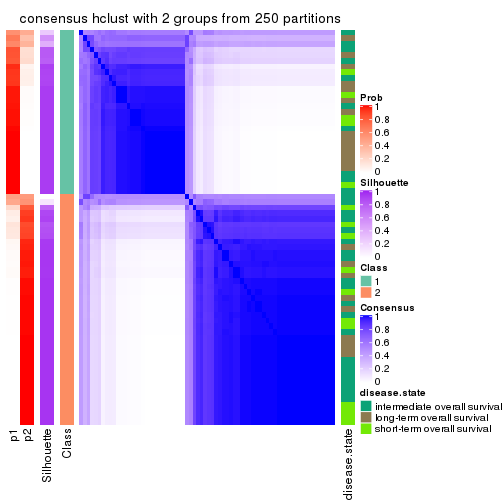 consensus hclust with 2 groups from 250 partitions
Prob
1
0.8
0.6
0.4
0.2
0
Silhouette
1
0.8
0.6
0.4
0.2
0
Class
1
2
Consensus
1
0.8
0.6
0.4
0.2
0
disease.state
intermediate overall survival
long-term overall survival
short-term overall survival
p1
p2
Silhouette
Class
disease.state